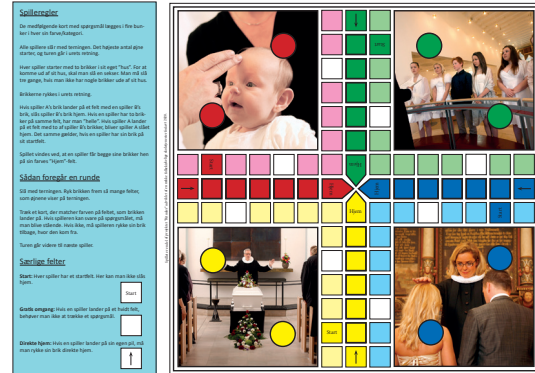 Spilleregler
De medfølgende kort med spørgsmål lægges i fire bun-
ker i hver sin farve/kategori.
Alle spillere slår med terningen. Det højeste antal øjne
starter, og turen går i urets retning.
Hver spiller starter med to brikker i sit eget "hus". For at
komme ud af sit hus, skal man slå en sekser. Man må slå
tre gange, hvis man ikke har nogle brikker ude af sit hus.
Brikkerne rykkes i urets retning.
Hvis spiller A's brik lander på et felt med en spiller B's
brik, slås spiller B's brik hjem. Hvis en spiller har to brik-
ker på samme felt, har man "helle". Hvis spiller A lander
på et felt med to af spiller B's brikker, bliver spiller A slået
hjem. Det samme gælder, hvis en spiller har sin brik på
sit startfelt.
Spillet vindes ved, at en spiller får begge sine brikker hen
på sin farves "Hjem"-felt.
Sådan foregår en runde
Slå med terningen. Ryk brikken frem så mange felter,
som øjnene viser på terningen.
Træk et kort, der matcher farven på feltet, som brikken
lander på. Hvis spilleren kan svare på spørgsmålet, må
man blive stående. Hvis ikke, må spilleren rykke sin brik
tilbage, hvor den kom fra.
Turen går videre til næste spiller.
Særlige felter
Start: Hver spiller har et startfelt. Her kan man ikke slås
hjem.
Start
Gratis omgang: Hvis en spiller lander på et hvidt felt,
behøver man ikke at trække et spørgsmål.
Direkte hjem: Hvis en spiller lander på sin egen pil, må
man rykke sin brik direkte hjem.
Start
Hjem
Start
Hjem
Hjem
Hjem
Start
Start